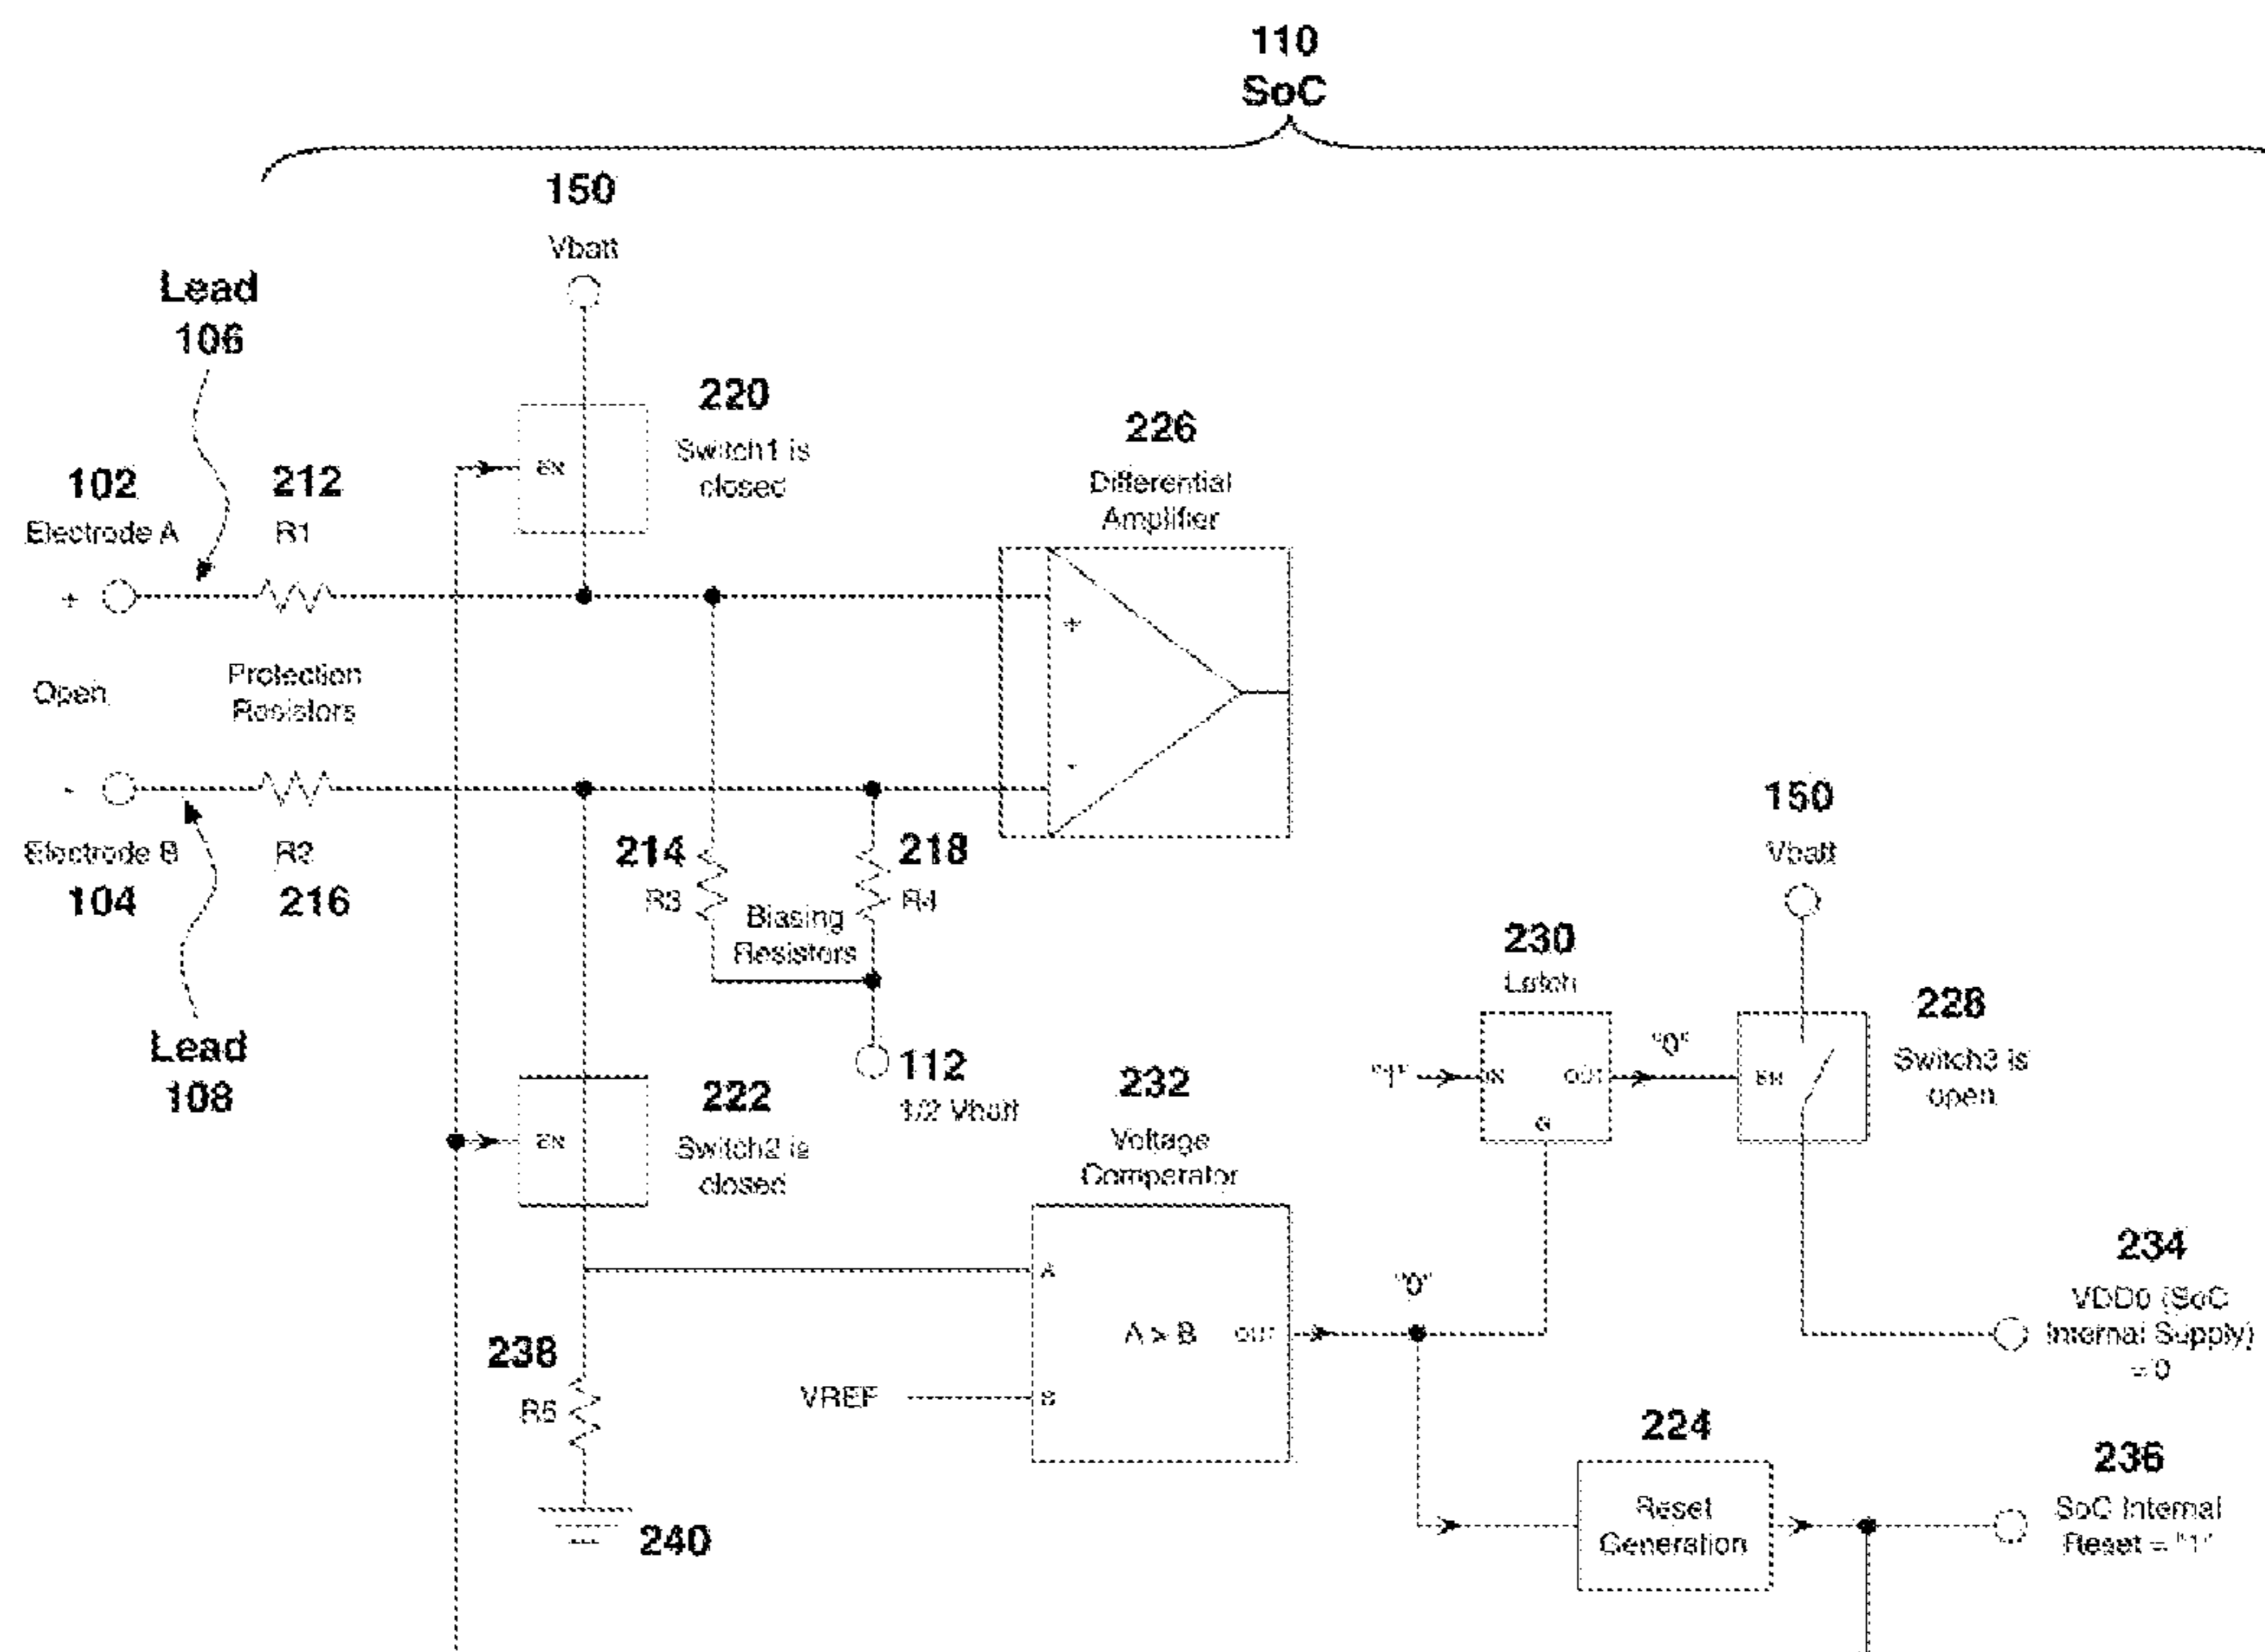 110
SoC
150
Vbatt
Lead
106
220
Switch1 is
closed
EN
226
Differential
Amplifier
102
Electrode A
212
R1
+
+
Open
Protection
Resistors
-
-
Electrode B
104
R2
216
214
R3
218
R4
Biasing
Resistors
150
Vbatt
Lead
108
112
1/2 Vbatt
230
Latch
"1"
IN
OUT
G
"0"
EN
228
Switch3 is
open
222
Switch2 is
closed
EN
232
Voltage
Comparator
A
A > B
OUT
B
"0"
VREF
234
VDD0 (SoC
Internal Supply)
= 0
238
R5
240
224
Reset
Generation
236
SoC Internal
Reset = "1"